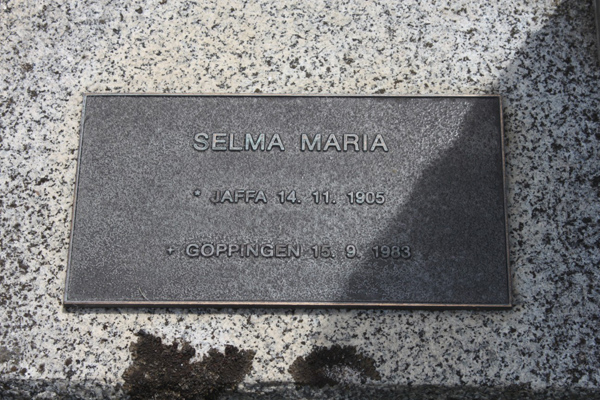 SELMA MARIA
* JAFFA 14. 11. 1905
+ GÖPPINGEN 15. 9. 1983